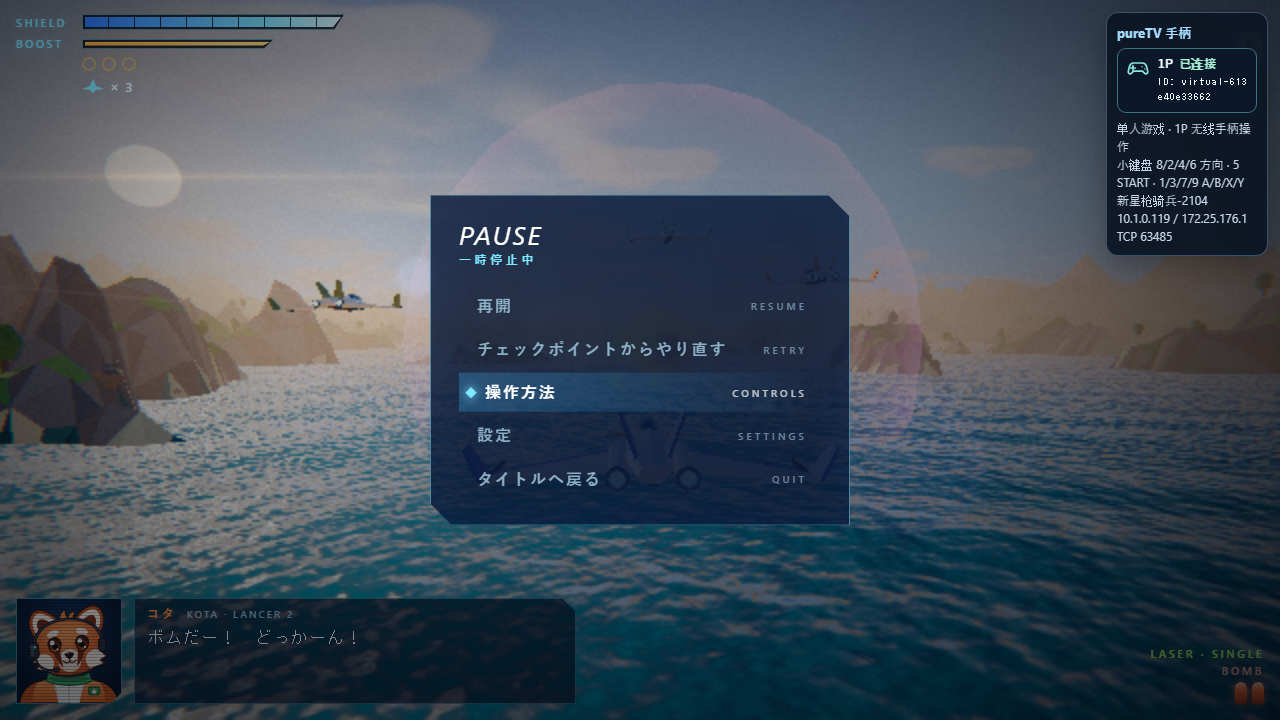 SHIELD
BOOST
× 3
pureTV 手柄
1P 已连接
ID: virtual-613
e40e33662
单人游戏 · 1P 无线手柄操
作
小键盘 8/2/4/6 方向 · 5
START · 1/3/7/9 A/B/X/Y
新星枪骑兵-2104
10.1.0.119 / 172.25.176.1
TCP 63485
PAUSE
一時停止中
再開 RESUME
チェックポイントからやり直す RETRY
操作方法 CONTROLS
設定 SETTINGS
タイトルへ戻る QUIT
コタ KOTA · LANCER 2
ボムだー！ どっかーん！
LASER · SINGLE
BOMB